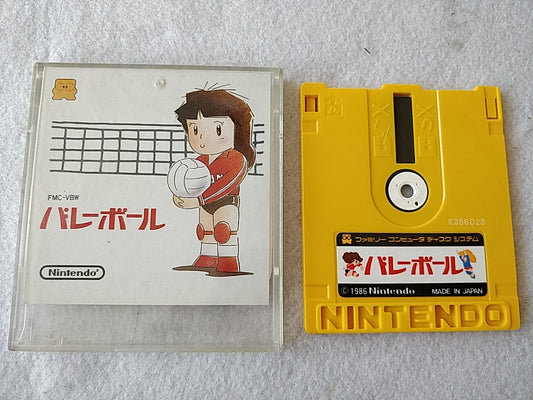 FMC-VBW
バレーボール
Nintendo®
E286028
ファミリー コンピュータ ディスク システム
バレーボール
©1986 Nintendo MADE IN JAPAN
NINTENDO